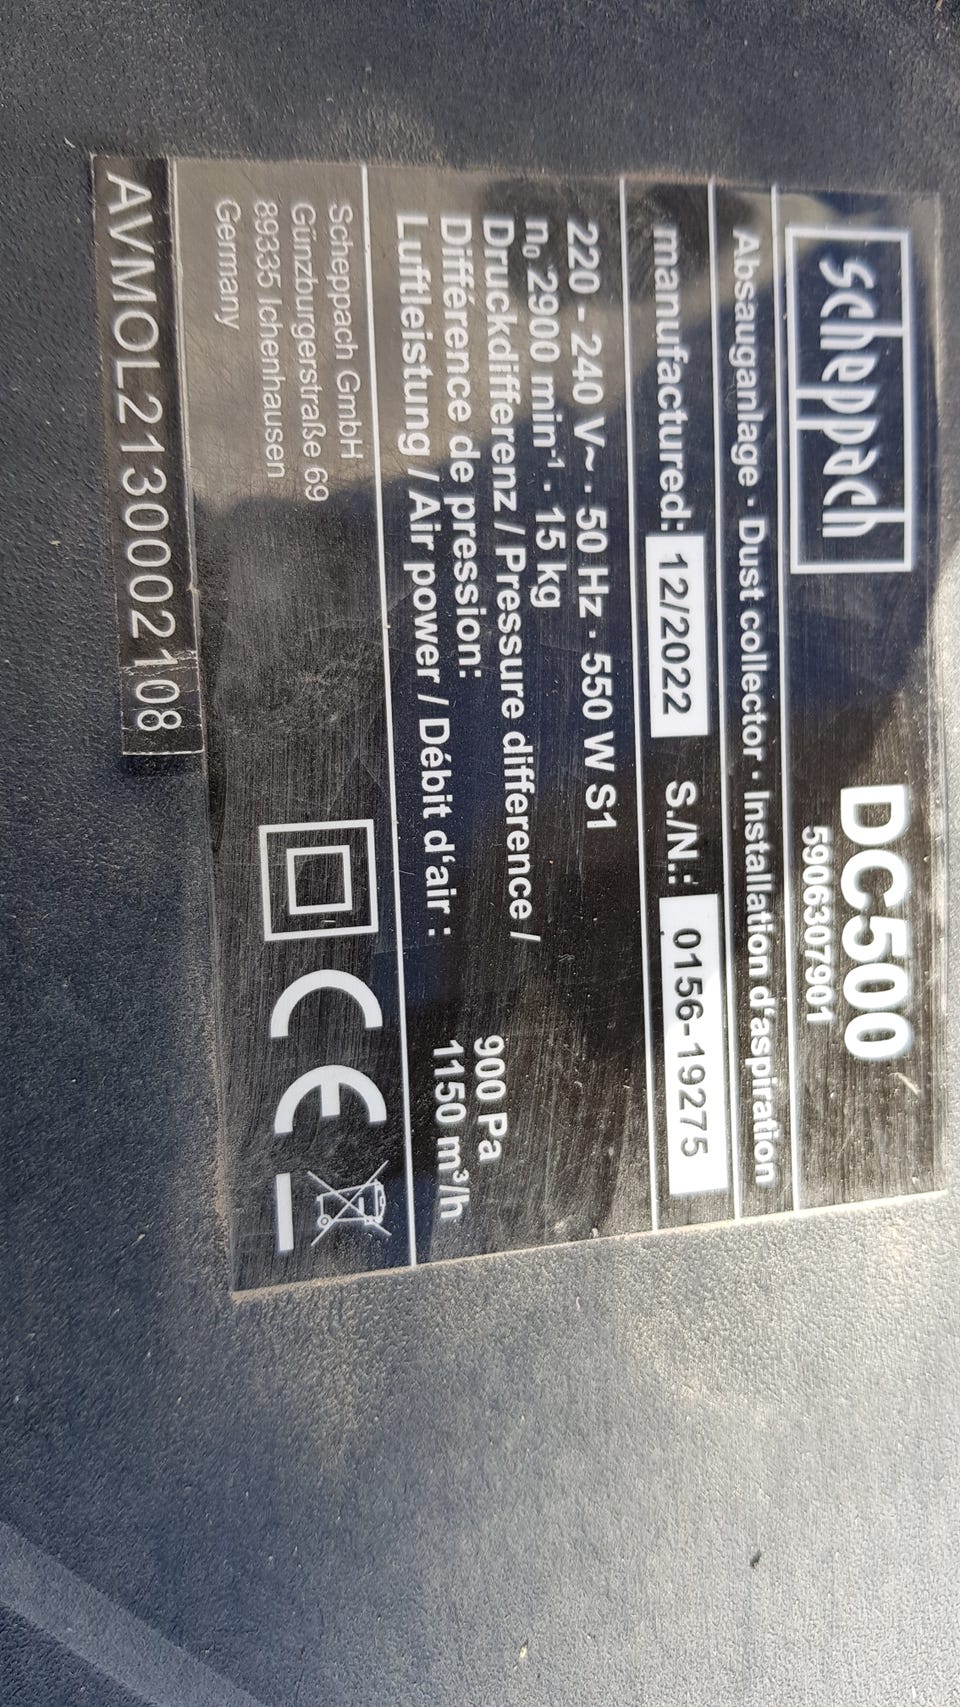 scheppach
DC500
5906307901
Absauganlage · Dust collector · Installation d‘aspiration
manufactured: 12/2022 S./N.: 0156-19275
220 - 240 V~ · 50 Hz · 550 W S1
n₀ 2900 min⁻¹ · 15 kg
Druckdifferenz / Pressure difference /
Différence de pression: 900 Pa
Luftleistung / Air power / Débit d‘air : 1150 m³/h
Scheppach GmbH
Günzburgerstraße 69
89335 Ichenhausen
Germany
CE
AVMOL2130002108